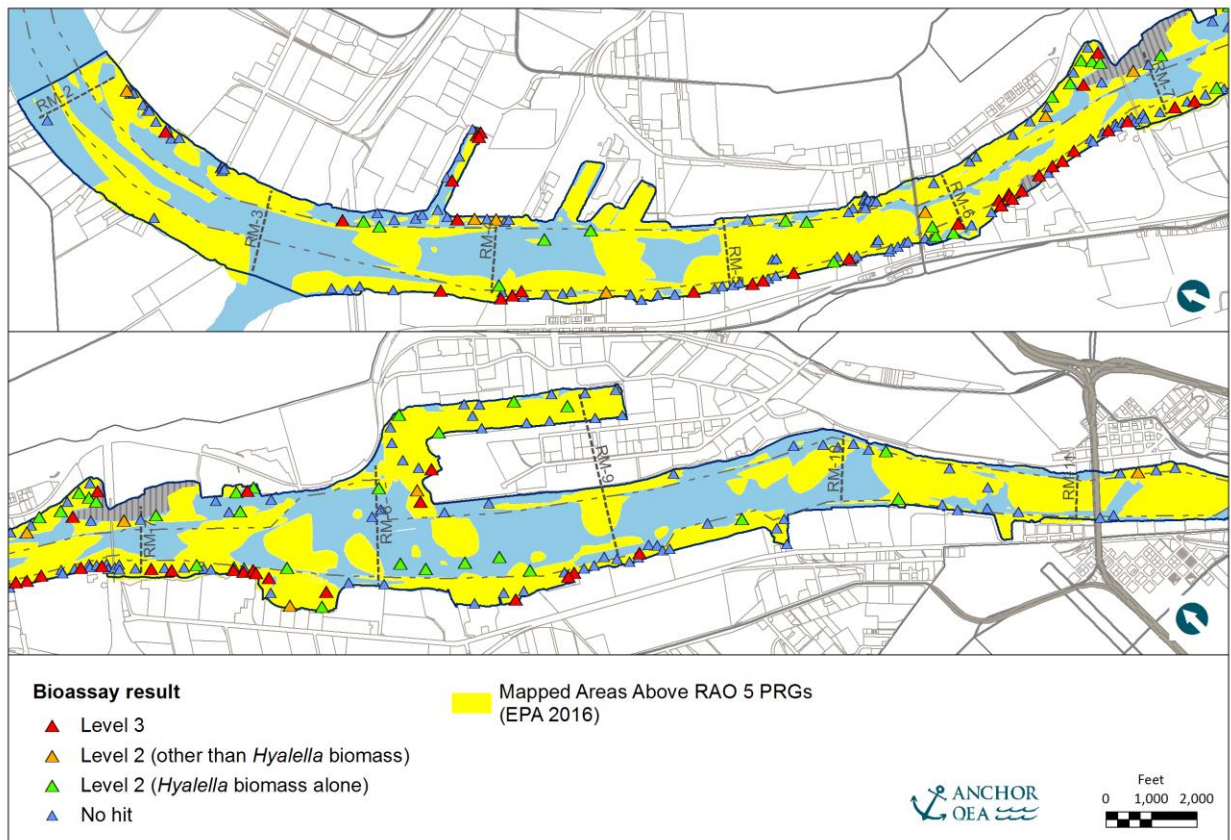 RM-2
RM-3
RM-
RM-5
RM-6
RM-7
RM-
RM-8
RM-9
RM-10
RM-11
Bioassay result
Level 3
Level 2 (other than Hyalella biomass)
Level 2 (Hyalella biomass alone)
No hit
Mapped Areas Above RAO 5 PRGs
(EPA 2016)
ANCHOR
QEA
Feet
0 1,000 2,000